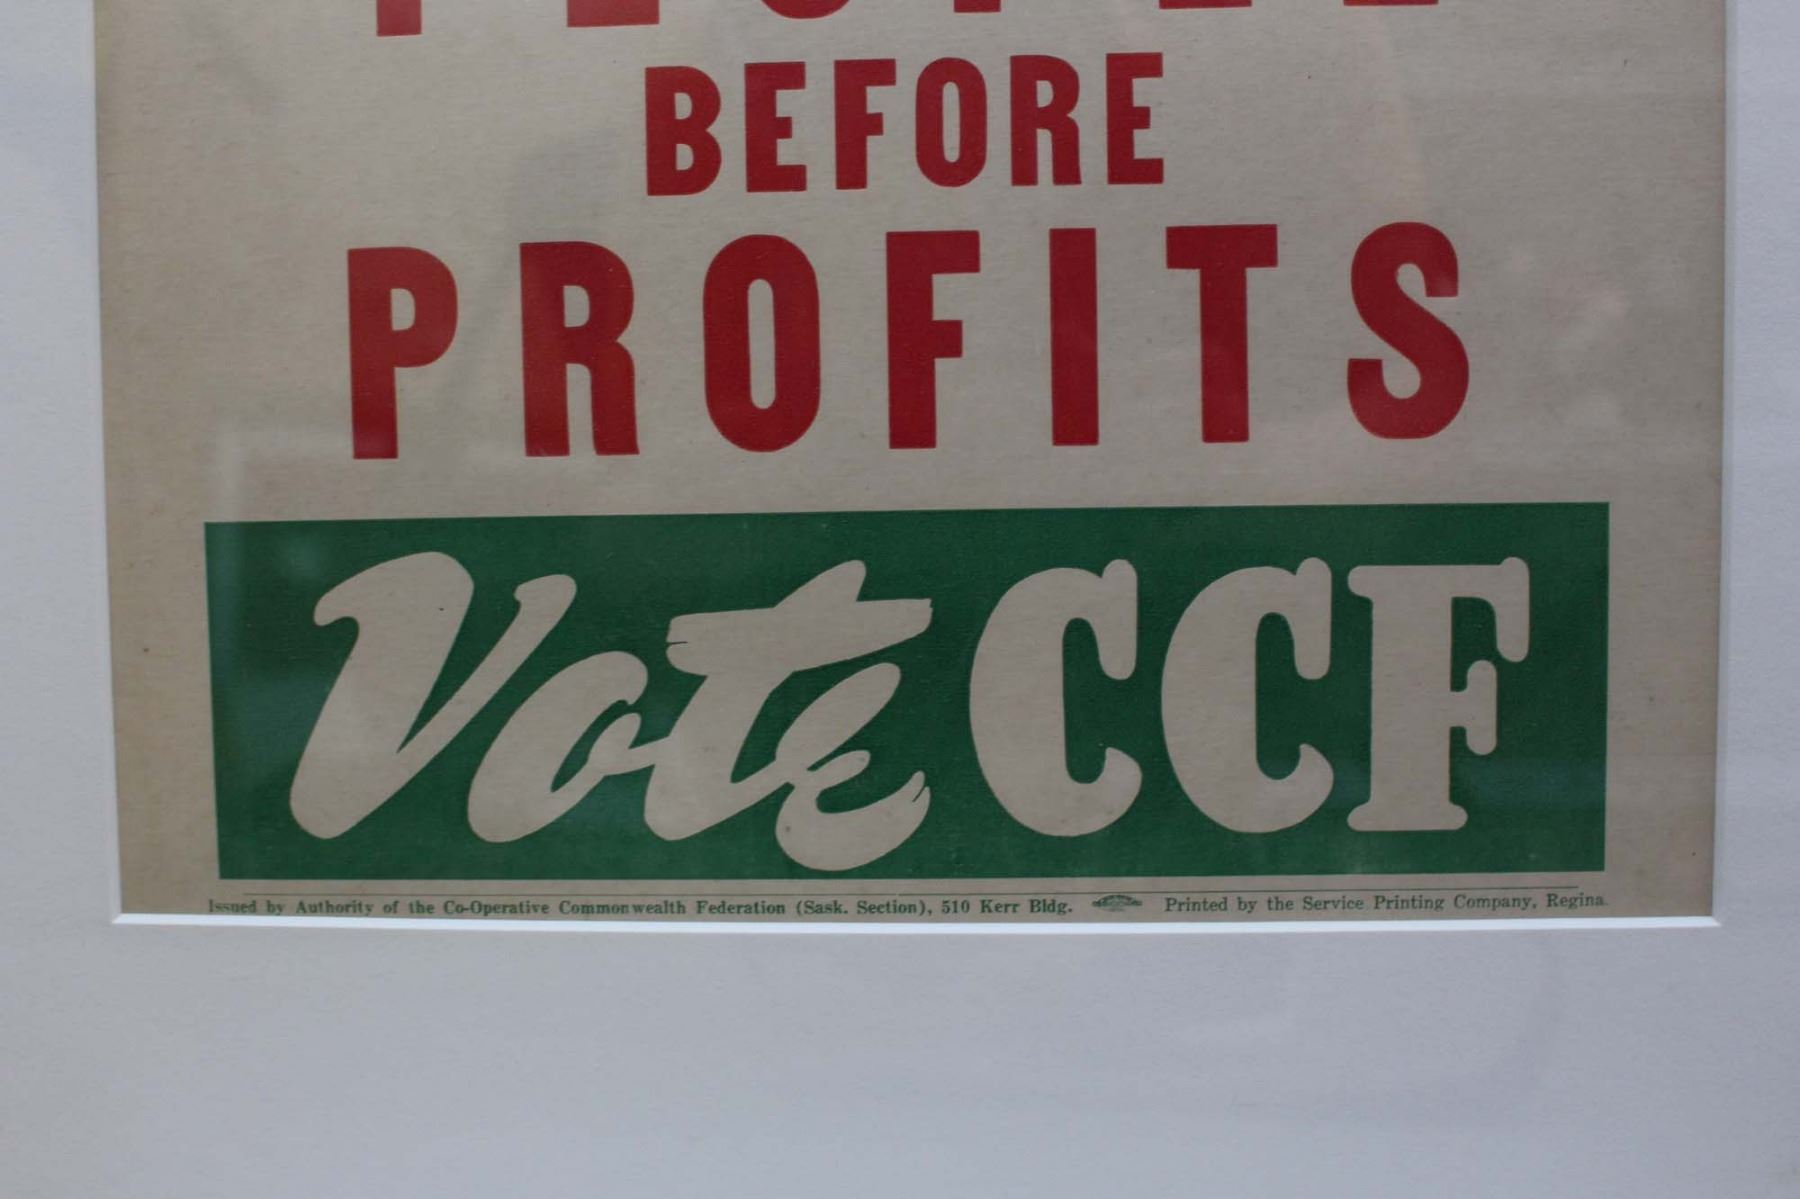 PEOPLE
BEFORE
PROFITS
Vote CCF
Issued by Authority of the Co-Operative Commonwealth Federation (Sask. Section), 510 Kerr Bldg. Printed by the Service Printing Company, Regina.